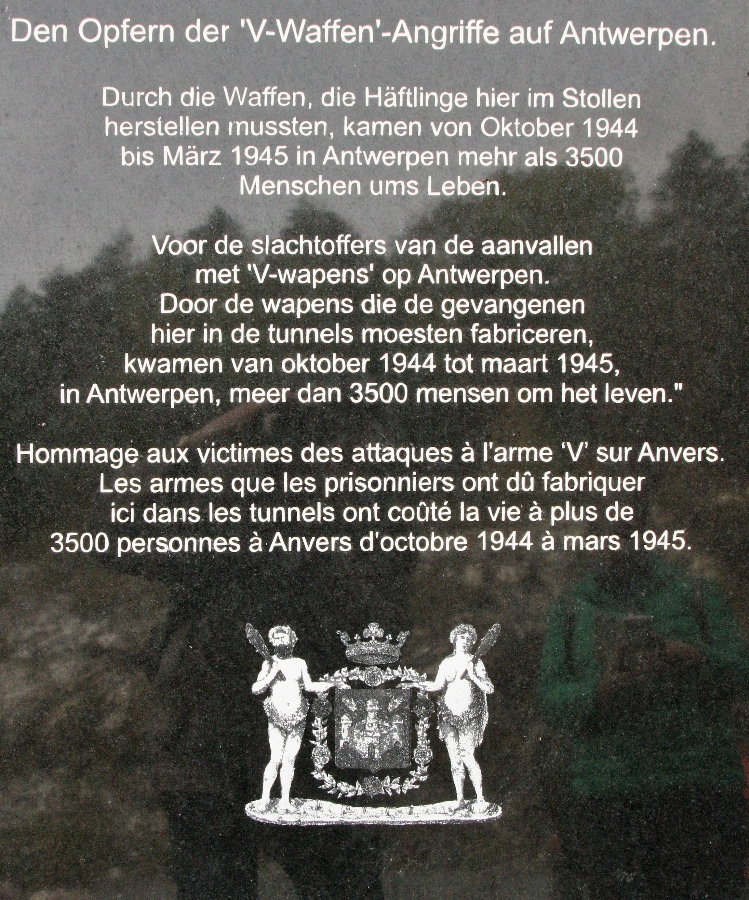 Den Opfern der 'V-Waffen'-Angriffe auf Antwerpen.
Durch die Waffen, die Häftlinge hier im Stollen
herstellen mussten, kamen von Oktober 1944
bis März 1945 in Antwerpen mehr als 3500
Menschen ums Leben.
Voor de slachtoffers van de aanvallen
met 'V-wapens' op Antwerpen.
Door de wapens die de gevangenen
hier in de tunnels moesten fabriceren,
kwamen van oktober 1944 tot maart 1945,
in Antwerpen, meer dan 3500 mensen om het leven."
Hommage aux victimes des attaques à l'arme ‘V’ sur Anvers.
Les armes que les prisonniers ont dû fabriquer
ici dans les tunnels ont coûté la vie à plus de
3500 personnes à Anvers d'octobre 1944 à mars 1945.